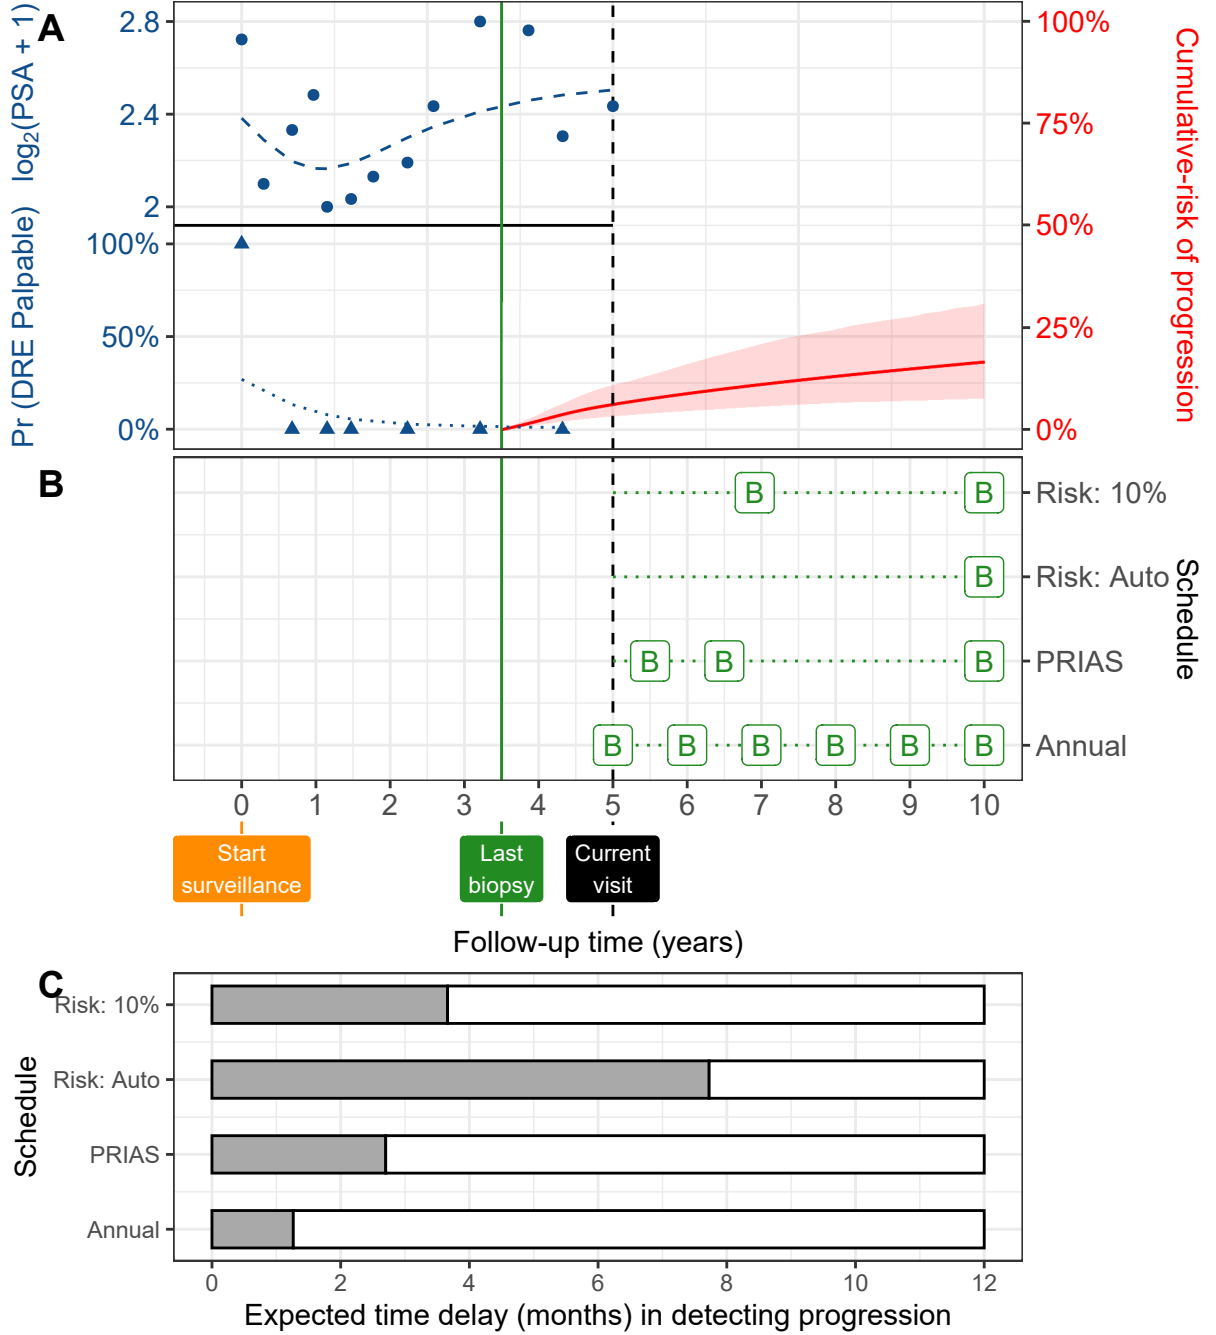 A
log₂(PSA + 1)
2.8
2.4
2
Pr (DRE Palpable)
100%
50%
0%
100%
75%
50%
25%
0%
Cumulative-risk of progression
B
B B Risk: 10%
B Risk: Auto
B B B PRIAS
B B B B B B Annual
Schedule
0 1 2 3 4 5 6 7 8 9 10
Start
surveillance
Last
biopsy
Current
visit
Follow-up time (years)
C
Schedule
Risk: 10%
Risk: Auto
PRIAS
Annual
0 2 4 6 8 10 12
Expected time delay (months) in detecting progression